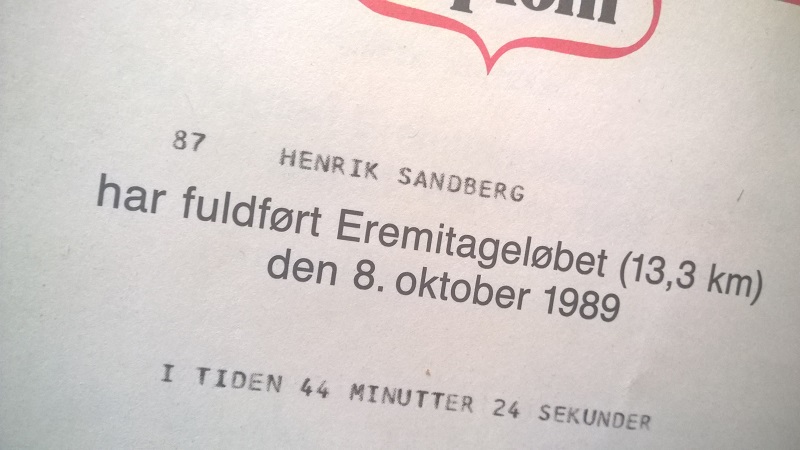 87 HENRIK SANDBERG
har fuldført Eremitageløbet (13,3 km)
den 8. oktober 1989
I TIDEN 44 MINUTTER 24 SEKUNDER